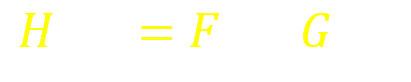 H = F G